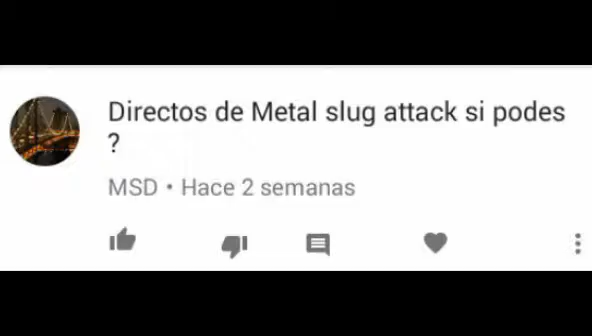 Directos de Metal slug attack si podes
?
MSD • Hace 2 semanas